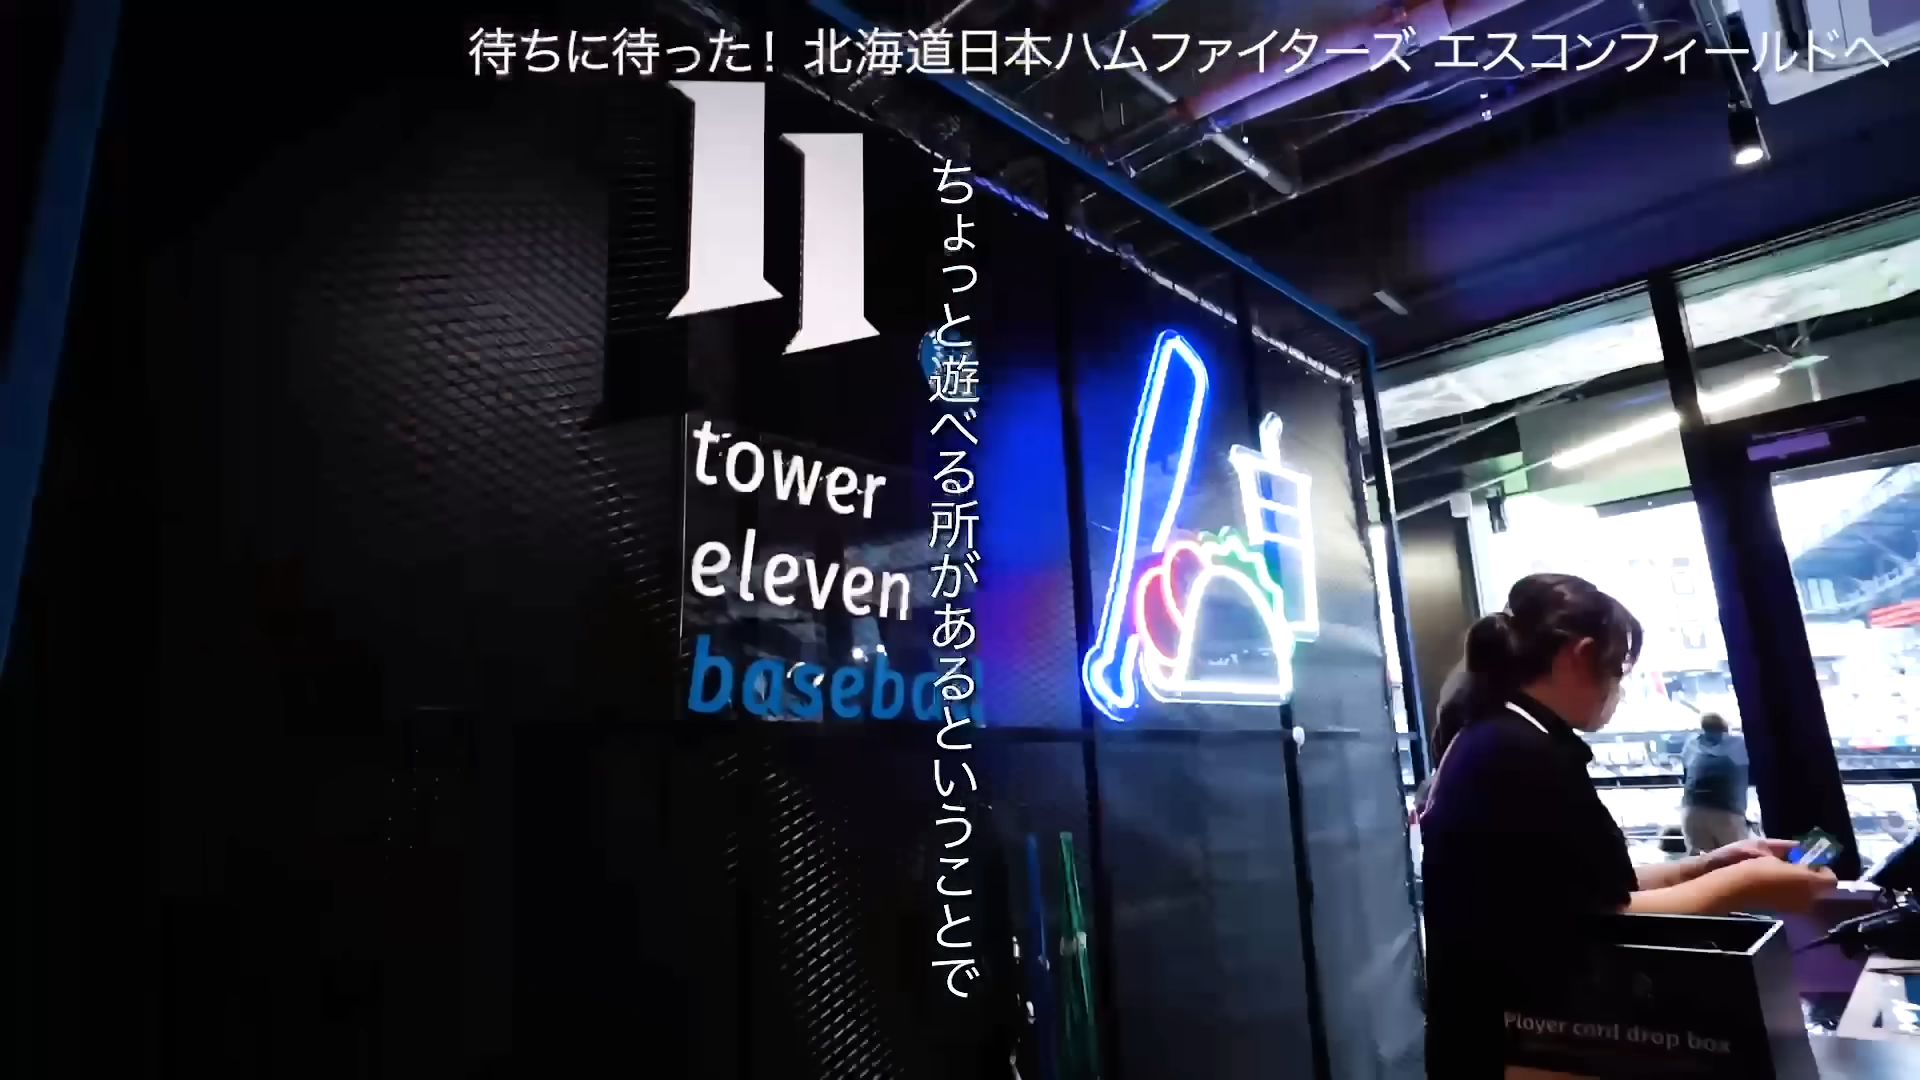 待ちに待った！ 北海道日本ハムファイターズ エスコンフィールドへ
ちょっと遊べる所があるということで
11
tower
eleven
baseball
Player card drop box